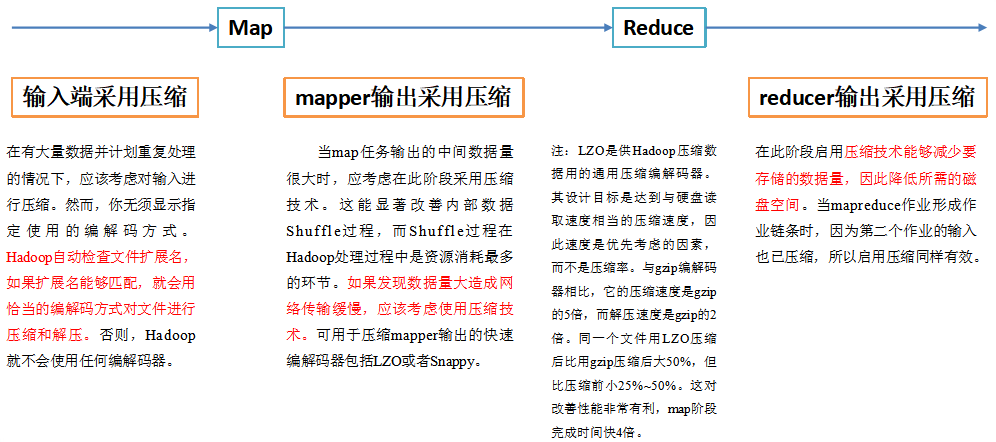 Map
Reduce
输入端采用压缩
mapper输出采用压缩
reducer输出采用压缩
在有大量数据并计划重复处理
的情况下，应该考虑对输入进
行压缩。然而，你无须显示指
定使用的编解码方式。
Hadoop自动检查文件扩展名，
如果扩展名能够匹配，就会用
恰当的编解码方式对文件进行
压缩和解压。否则，Hadoop
就不会使用任何编解码器。
当map任务输出的中间数据量
很大时，应考虑在此阶段采用压缩
技术。这能显著改善内部数据
Shuffle过程，而Shuffle过程在
Hadoop处理过程中是资源消耗最多
的环节。如果发现数据量大造成网
络传输缓慢，应该考虑使用压缩技
术。可用于压缩mapper输出的快速
编解码器包括LZO或者Snappy。
注：LZO是供Hadoop压缩数
据用的通用压缩编解码器。
其设计目标是达到与硬盘读
取速度相当的压缩速度，因
此速度是优先考虑的因素，
而不是压缩率。与gzip编解码
器相比，它的压缩速度是gzip
的5倍，而解压速度是gzip的2
倍。同一个文件用LZO压缩
后比用gzip压缩后大50%，但
比压缩前小25%~50%。这对
改善性能非常有利，map阶段
完成时间快4倍。
在此阶段启用压缩技术能够减少要
存储的数据量，因此降低所需的磁
盘空间。当mapreduce作业形成作
业链条时，因为第二个作业的输入
也已压缩，所以启用压缩同样有效。